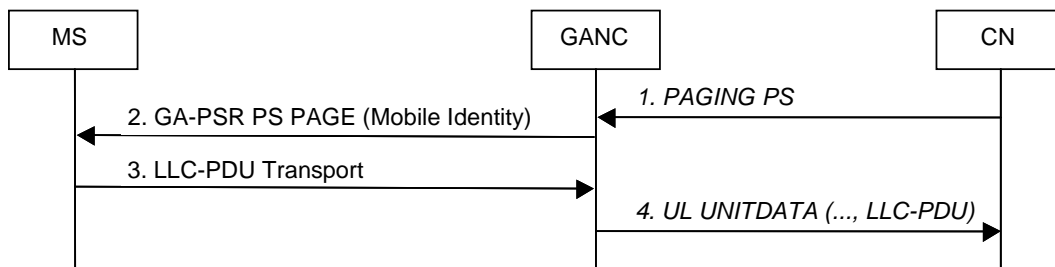 MS
GANC
CN
1. PAGING PS
2. GA-PSR PS PAGE (Mobile Identity)
3. LLC-PDU Transport
4. UL UNITDATA (..., LLC-PDU)